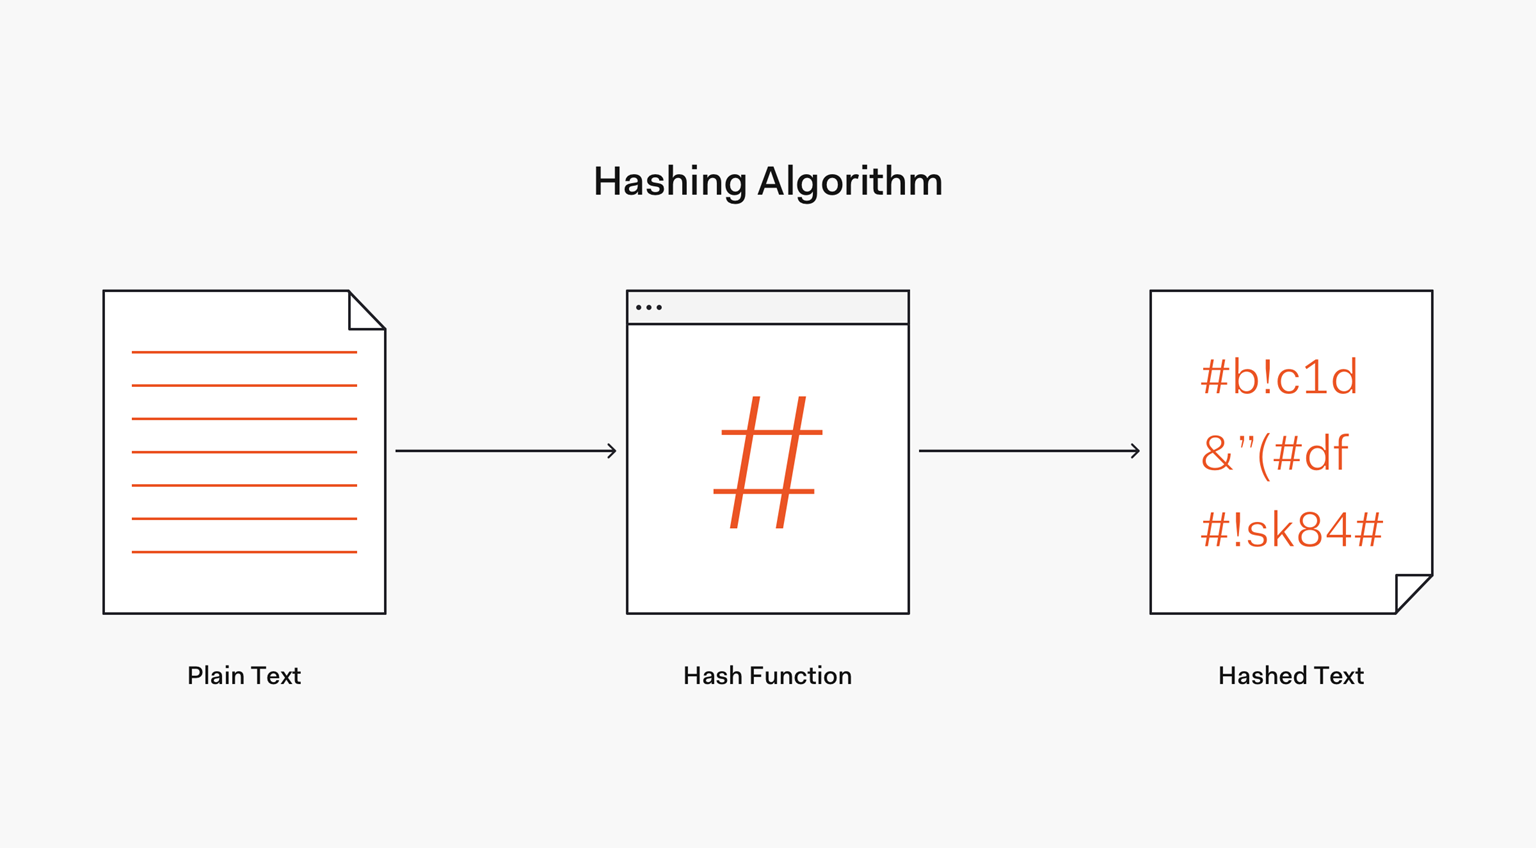 Hashing Algorithm
#
#b!c1d
&”(#df
#!sk84#
Plain Text
Hash Function
Hashed Text